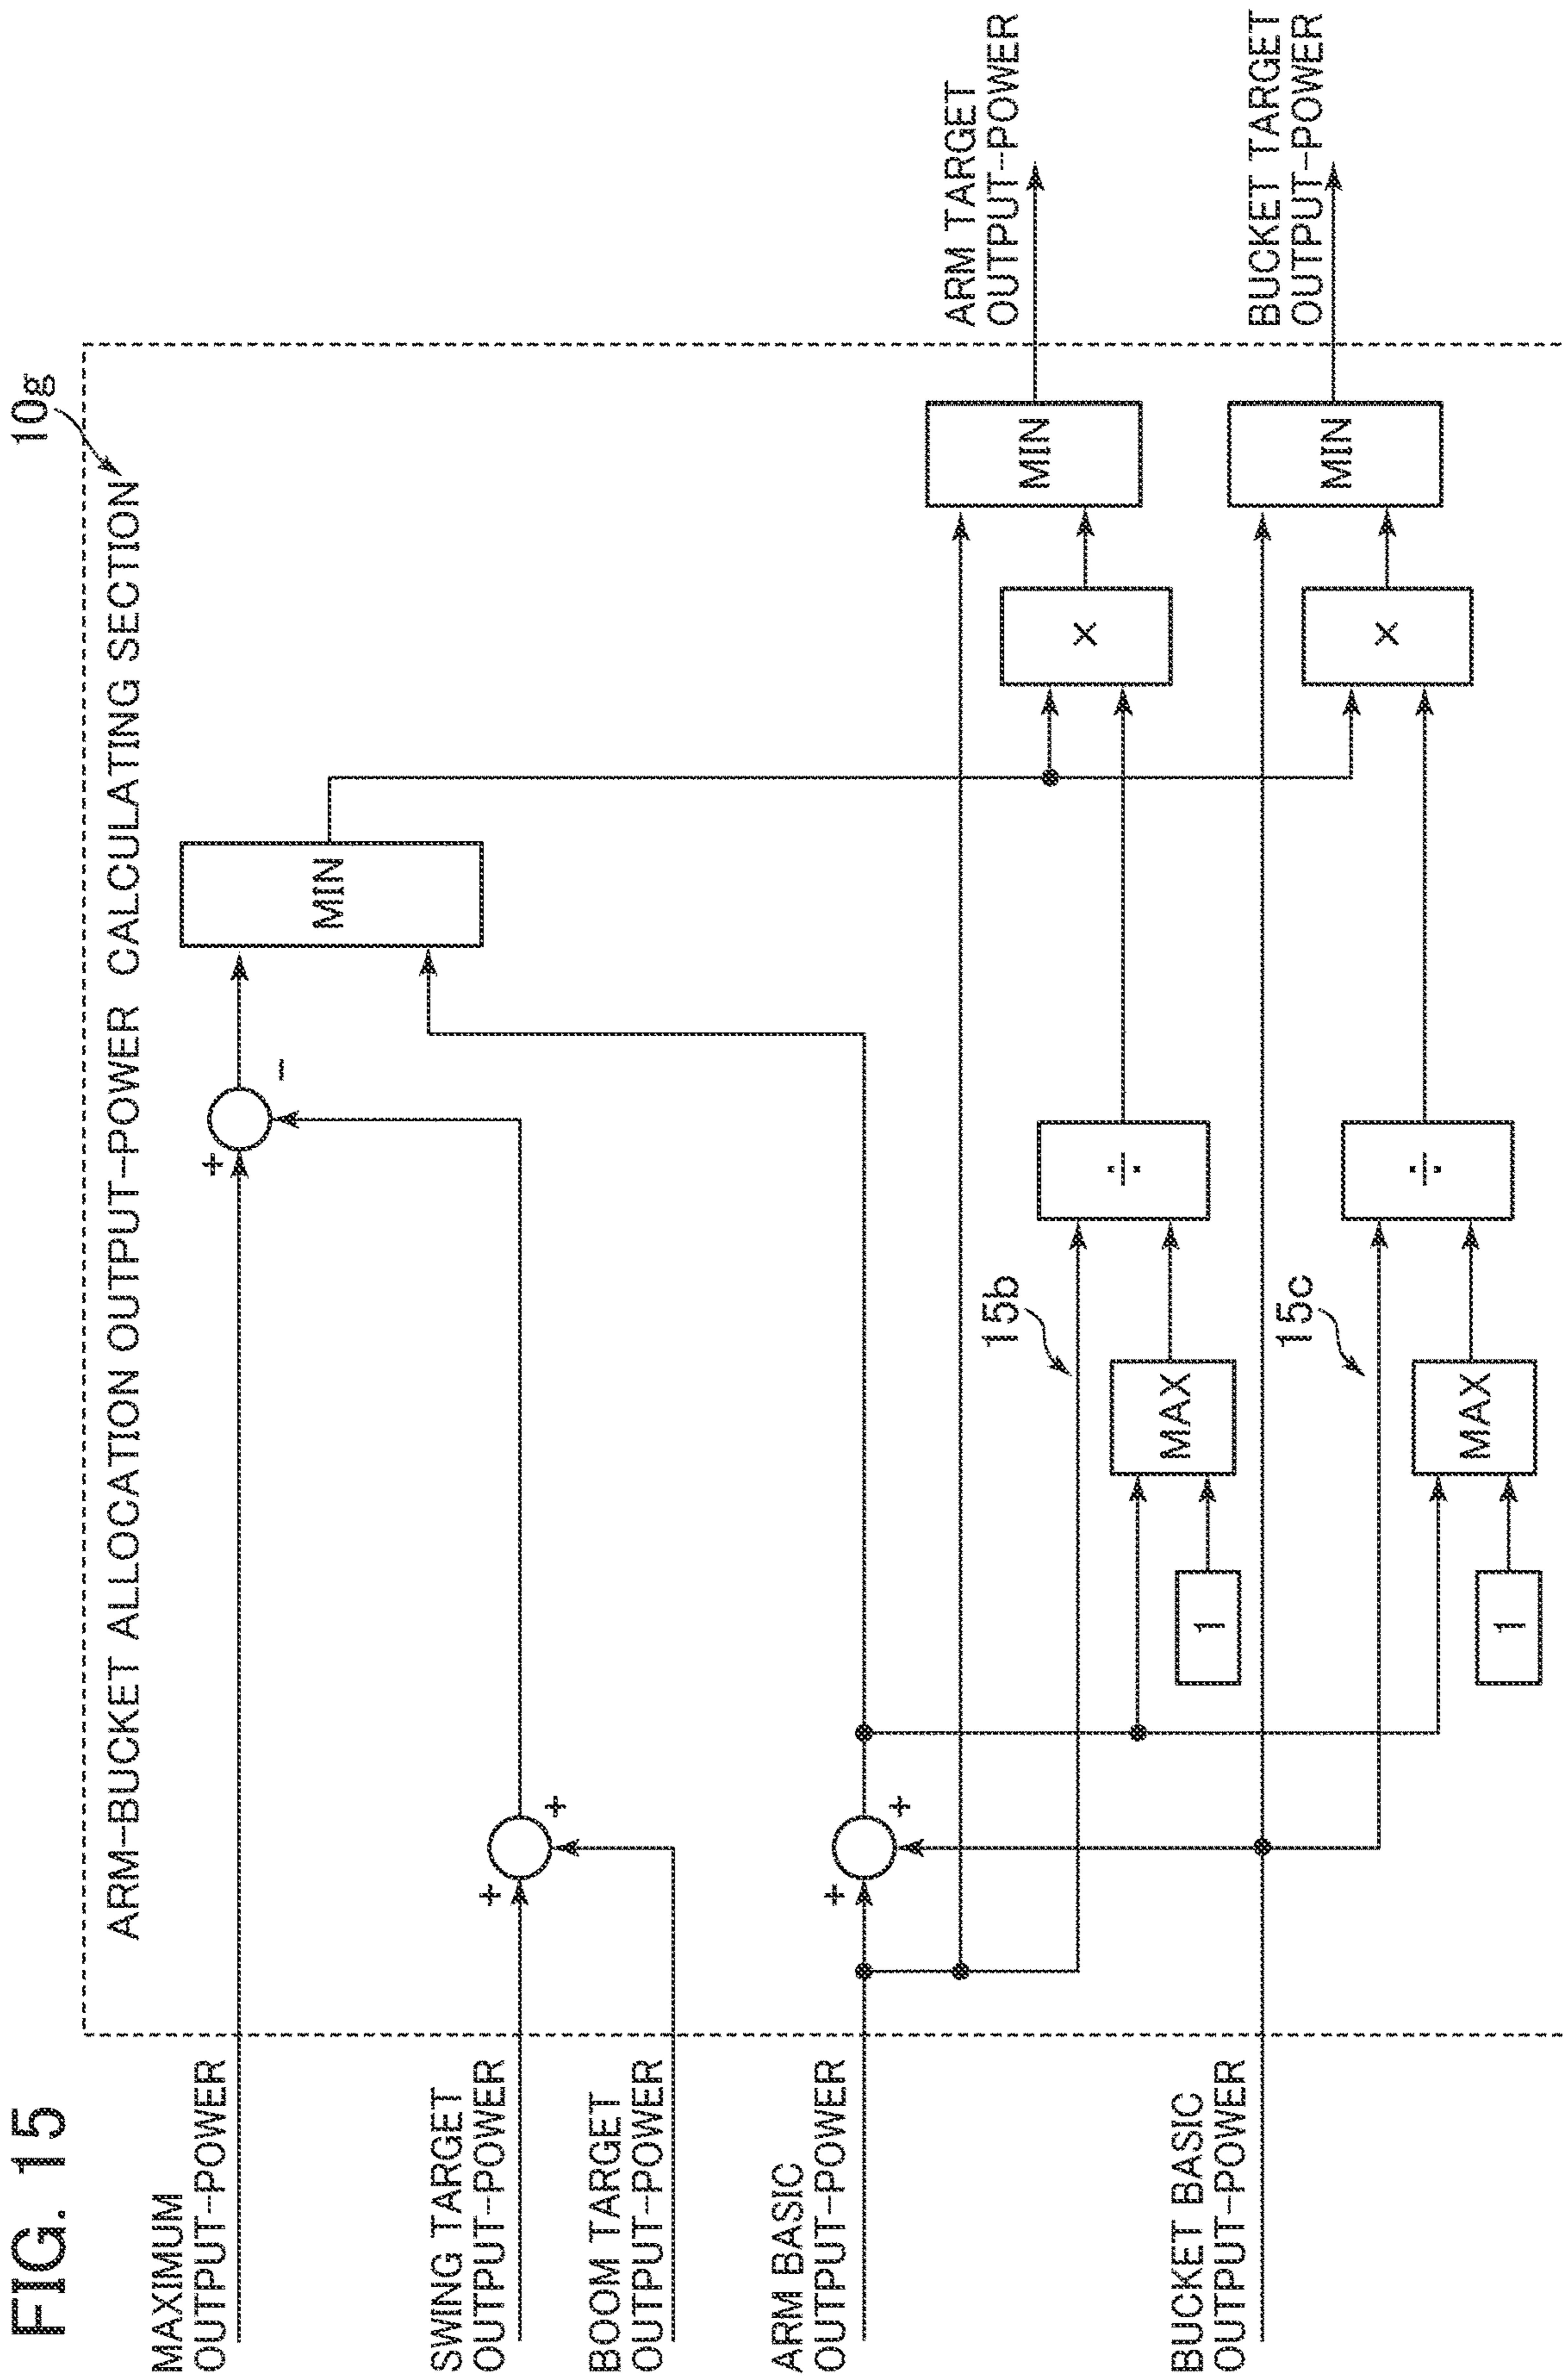 FIG. 15
10g
ARM-BUCKET ALLOCATION OUTPUT-POWER CALCULATING SECTION
MAXIMUM
OUTPUT-POWER
+
−
MIN
SWING TARGET
OUTPUT-POWER
+
+
BOOM TARGET
OUTPUT-POWER
ARM BASIC
OUTPUT-POWER
+
+
ARM TARGET
OUTPUT-POWER
MIN
×
15b
÷
MAX
1
BUCKET BASIC
OUTPUT-POWER
BUCKET TARGET
OUTPUT-POWER
MIN
×
15c
÷
MAX
1